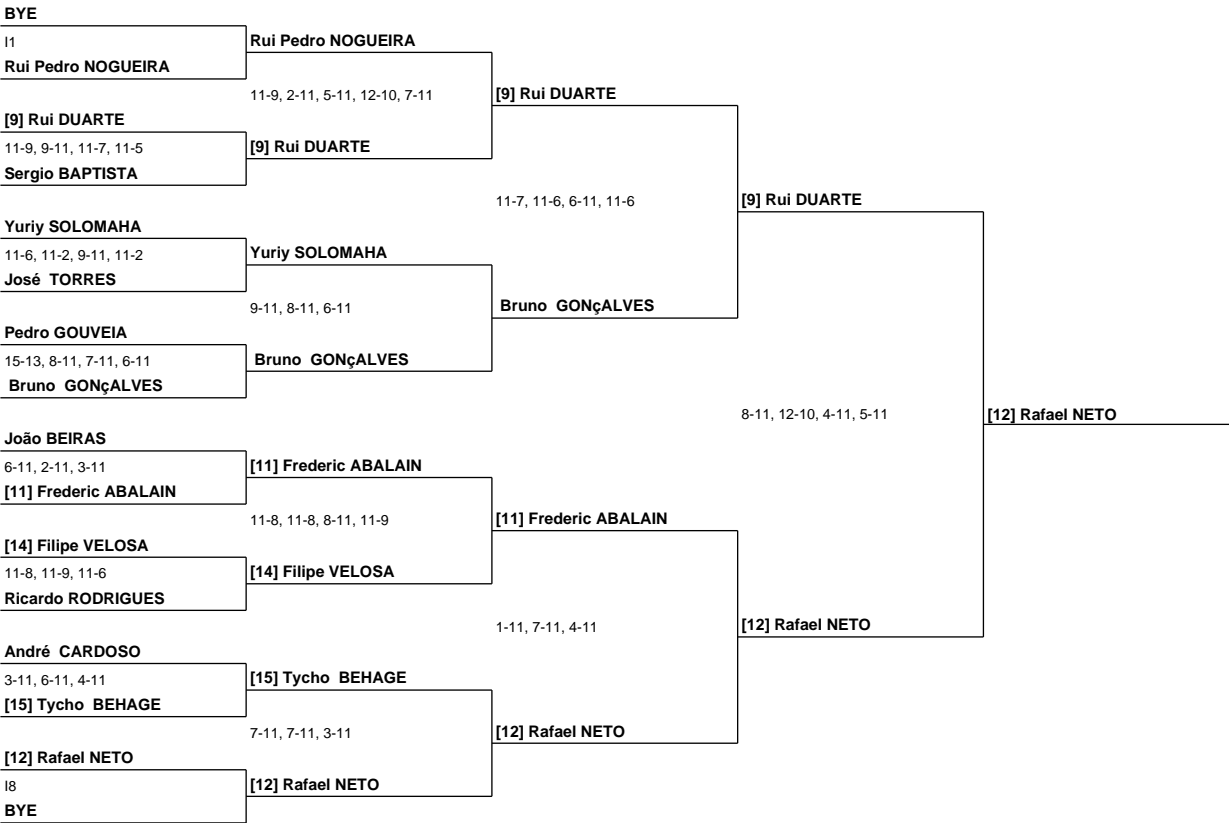 BYE
I1
Rui Pedro NOGUEIRA
[9] Rui DUARTE
11-9, 9-11, 11-7, 11-5
Sergio BAPTISTA
Yuriy SOLOMAHA
11-6, 11-2, 9-11, 11-2
José TORRES
Pedro GOUVEIA
15-13, 8-11, 7-11, 6-11
Bruno GONçALVES
João BEIRAS
6-11, 2-11, 3-11
[11] Frederic ABALAIN
[14] Filipe VELOSA
11-8, 11-9, 11-6
Ricardo RODRIGUES
André CARDOSO
3-11, 6-11, 4-11
[15] Tycho BEHAGE
[12] Rafael NETO
I8
BYE
Rui Pedro NOGUEIRA
11-9, 2-11, 5-11, 12-10, 7-11
[9] Rui DUARTE
Yuriy SOLOMAHA
9-11, 8-11, 6-11
Bruno GONçALVES
[11] Frederic ABALAIN
11-8, 11-8, 8-11, 11-9
[14] Filipe VELOSA
[15] Tycho BEHAGE
7-11, 7-11, 3-11
[12] Rafael NETO
[9] Rui DUARTE
11-7, 11-6, 6-11, 11-6
Bruno GONçALVES
[11] Frederic ABALAIN
1-11, 7-11, 4-11
[12] Rafael NETO
[9] Rui DUARTE
8-11, 12-10, 4-11, 5-11
[12] Rafael NETO
[12] Rafael NETO